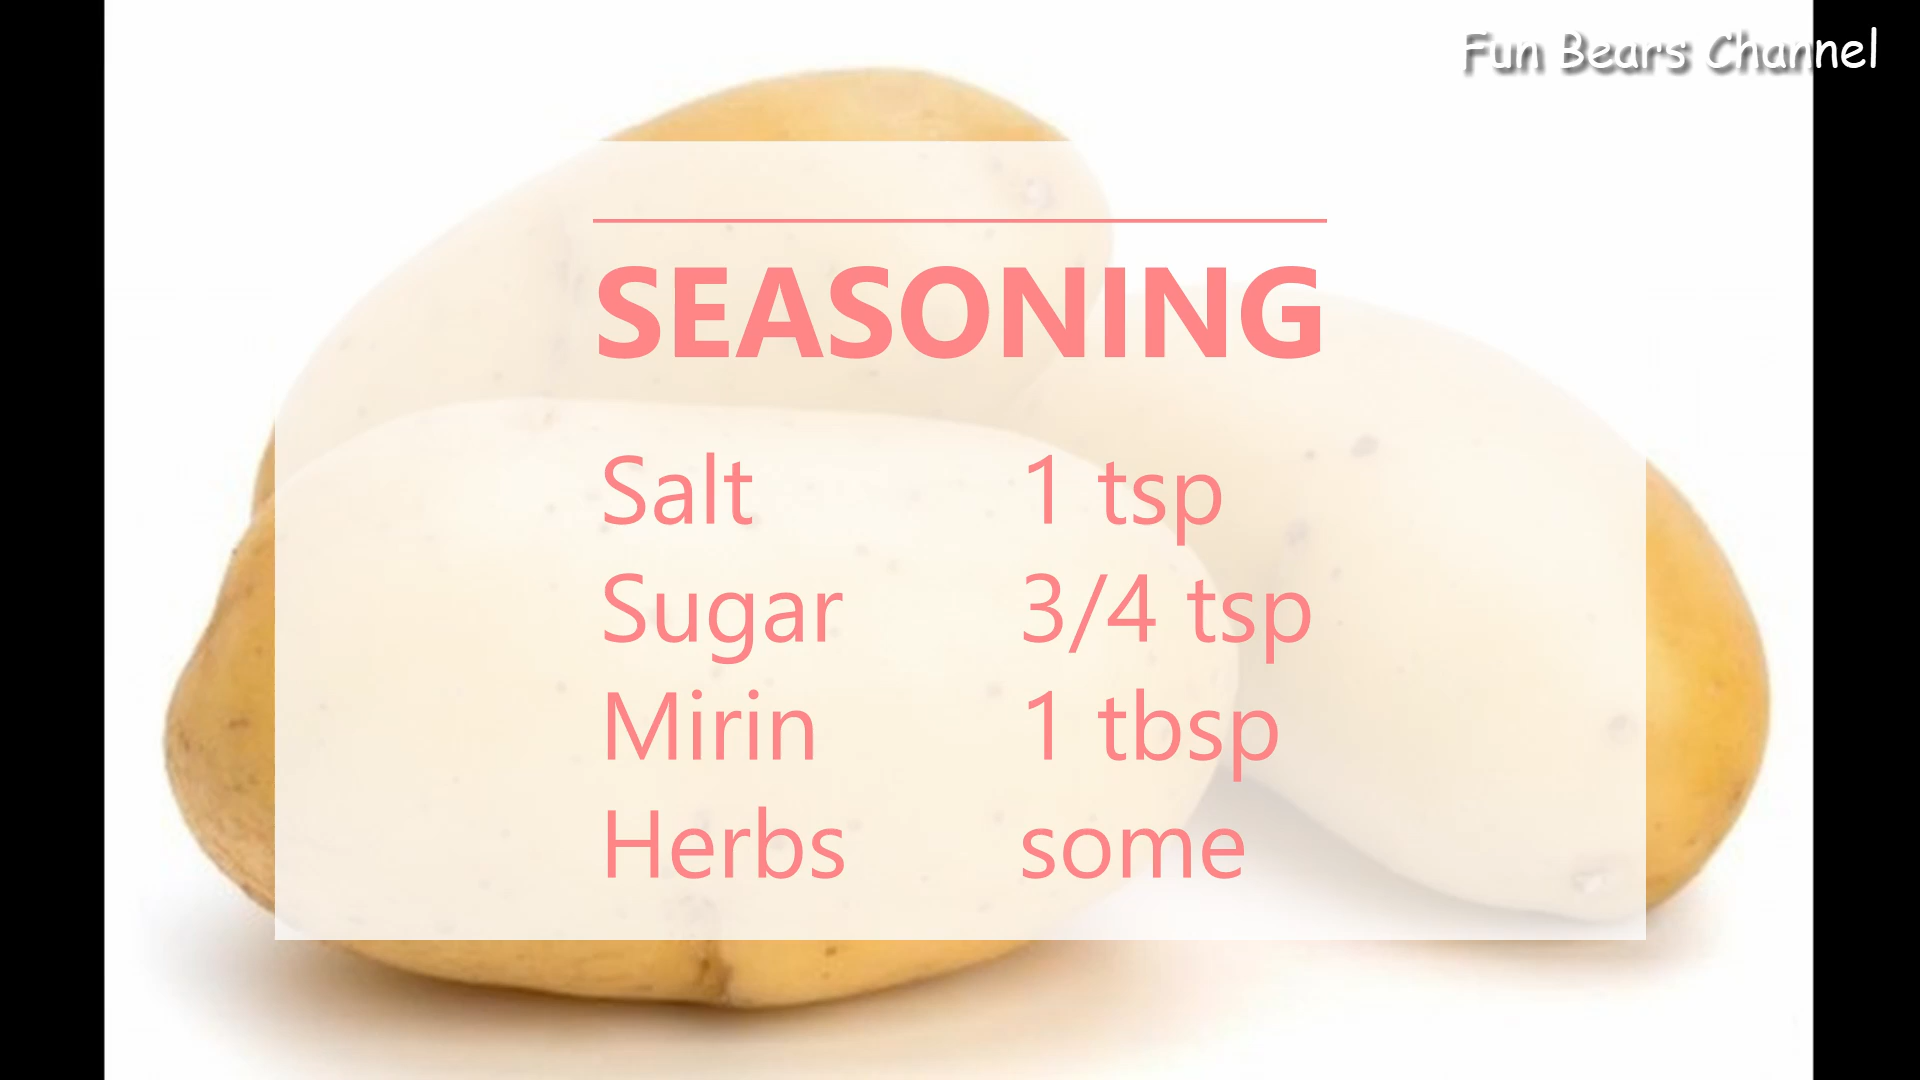 Fun Bears Channel
SEASONING
Salt 1 tsp
Sugar 3/4 tsp
Mirin 1 tbsp
Herbs some